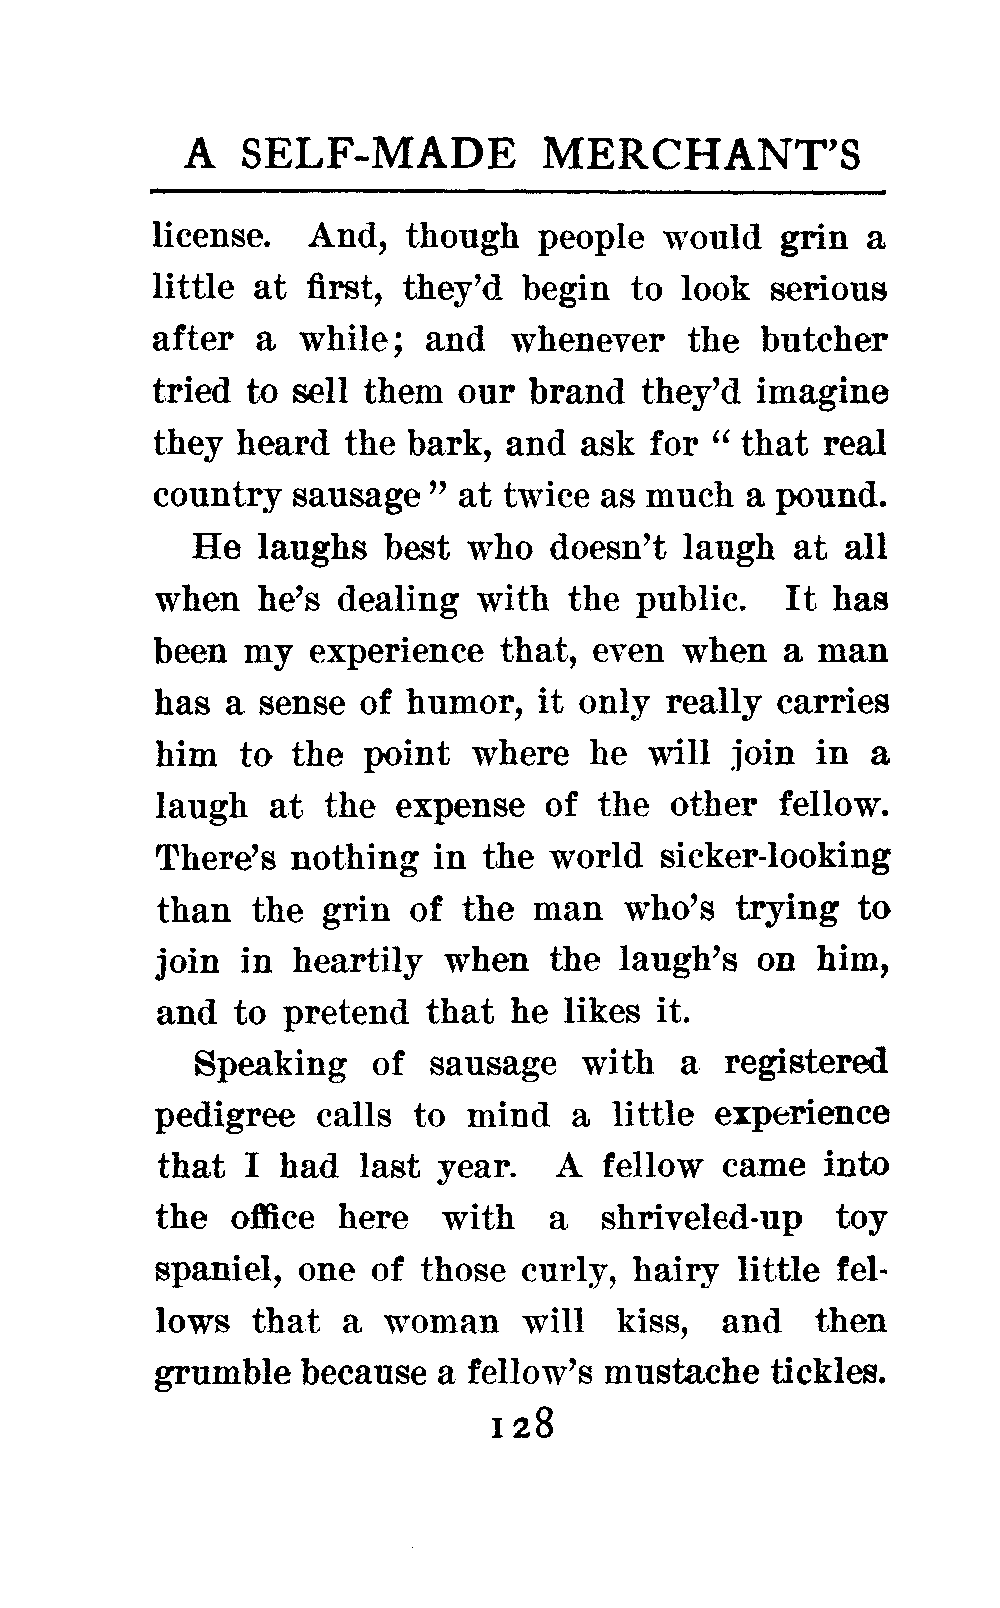 A SELF-MADE MERCHANT'S
license. And, though people would grin a
little at first, they'd begin to look serious
after a while; and whenever the butcher
tried to sell them our brand they'd imagine
they heard the bark, and ask for " that real
country sausage " at twice as much a pound.
He laughs best who doesn't laugh at all
when he's dealing with the public. It has
been my experience that, even when a man
has a sense of humor, it only really carries
him to the point where he will join in a
laugh at the expense of the other fellow.
There's nothing in the world sicker-looking
than the grin of the man who's trying to
join in heartily when the laugh's on him,
and to pretend that he likes it.
Speaking of sausage with a registered
pedigree calls to mind a little experience
that I had last year. A fellow came into
the office here with a shriveled-up toy
spaniel, one of those curly, hairy little fel-
lows that a woman will kiss, and then
grumble because a fellow's mustache tickles.
128